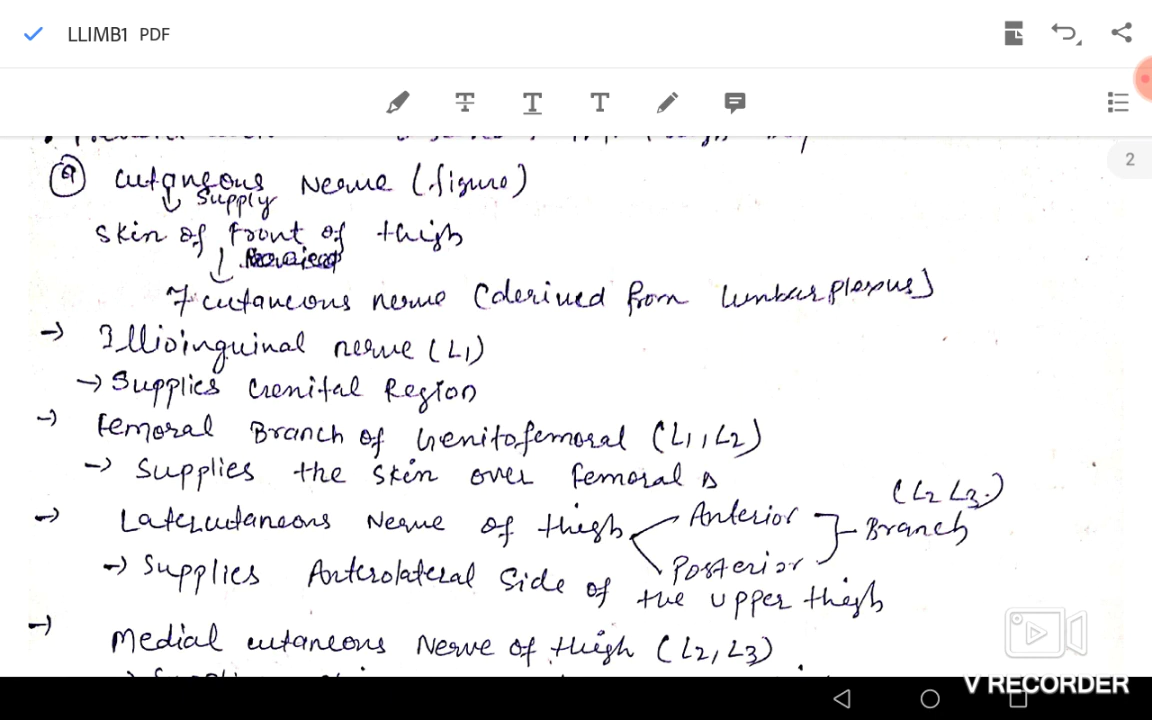 LLIMB1 PDF
2
(a) cutaneous Nerve (figure)
↓ supply
skin of front of thigh
7 cutaneous nerve (derived from lumbar plexus)
→ Illioinguinal nerve (L1)
→ Supplies Genital Region
→ Femoral Branch of Genitofemoral (L1, L2)
→ Supplies the skin over femoral Δ
(L2 L3.)
→ Latercutaneous Nerve of thigh Anterior Branch
Posterior
→ Supplies Anterolateral Side of the upper thigh
→ Medial cutaneous Nerve of thigh (L2, L3)
V RECORDER